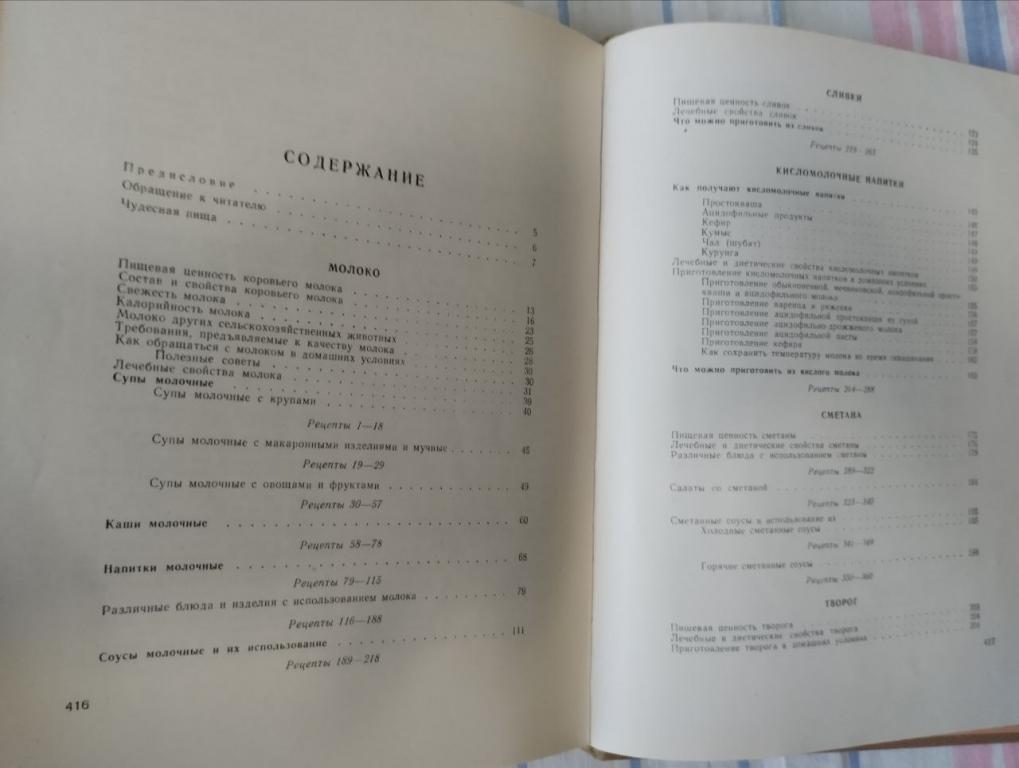 СОДЕРЖАНИЕ
Предисловие . . . . . . . . . . 5
Обращение к читателю . . . . . . . . . . 6
Чудесная пища . . . . . . . . . . 7
МОЛОКО
Пищевая ценность коровьего молока . . . . . . . . . . 13
Состав и свойства коровьего молока . . . . . . . . . . 16
Свежесть молока . . . . . . . . . . 23
Калорийность молока . . . . . . . . . . 25
Молоко других сельскохозяйственных животных . . . . . . . . . . 26
Требования, предъявляемые к качеству молока . . . . . . . . . . 28
Как обращаться с молоком в домашних условиях . . . . . . . . . . 30
Полезные советы . . . . . . . . . . 30
Лечебные свойства молока . . . . . . . . . . 31
Супы молочные . . . . . . . . . . 39
Супы молочные с крупами . . . . . . . . . . 40
Рецепты 1—18
Супы молочные с макаронными изделиями и мучные . . . . . . . . . . 45
Рецепты 19—29
Супы молочные с овощами и фруктами . . . . . . . . . . 49
Рецепты 30—57
Каши молочные . . . . . . . . . . 60
Рецепты 58—78
Напитки молочные . . . . . . . . . . 68
Рецепты 79—115
Различные блюда и изделия с использованием молока . . . . . . . . . . 79
Рецепты 116—188
Соусы молочные и их использование . . . . . . . . . . 111
Рецепты 189—218
416
СЛИВКИ
Пищевая ценность сливок
Лечебные свойства сливок
Что можно приготовить из сливок
Рецепты
КИСЛОМОЛОЧНЫЕ НАПИТКИ
Как получают кисломолочные напитки
Простокваша
Ацидофильные продукты
Кефир
Кумыс
Чал (шубат)
Курунга
Лечебные и диетические свойства кисломолочных напитков
Приготовление кисломолочных напитков в домашних условиях
Приготовление обыкновенной, мечниковской, ацидофильной просто-
кваши и ацидофильного молока
Приготовление варенца и ряженки
Приготовление ацидофильной простокваши из сухой
Приготовление ацидофильно дрожжевого молока
Приготовление ацидофильной пасты
Приготовление кефира
Как сохранить температуру молока во время сквашивания
Что можно приготовить из кислого молока
Рецепты
СМЕТАНА
Пищевая ценность сметаны
Лечебные и диетические свойства сметаны
Различные блюда с использованием сметаны
Рецепты 289—322
Салаты со сметаной
Рецепты 323—340
Сметанные соусы и использование их
Холодные сметанные соусы
Рецепты 341—349
Горячие сметанные соусы
Рецепты 350—360
ТВОРОГ
Пищевая ценность творога
Лечебные и диетические свойства творога
Приготовление творога в домашних условиях